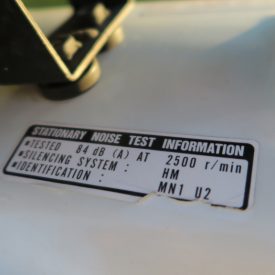 STATIONARY NOISE TEST INFORMATION
*TESTED 84 dB (A) AT 2500 r/min
*SILENCING SYSTEM : HM
*IDENTIFICATION : MN1 U2